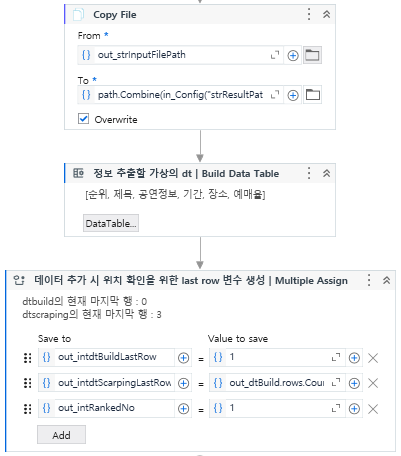 Copy File
From *
out_strInputFilePath
To *
path.Combine(in_Config("strResultPat
Overwrite
정보 추출할 가상의 dt | Build Data Table
[순위, 제목, 공연정보, 기간, 장소, 예매율]
DataTable...
데이터 추가 시 위치 확인을 위한 last row 변수 생성 | Multiple Assign
dtbuild의 현재 마지막 행 : 0
dtscraping의 현재 마지막 행 : 3
Save to Value to save
out_intdtBuildLastRow = 1
out_intdtScarpingLastRow = out_dtBuild.rows.Cou
out_intRankedNo = 1
Add